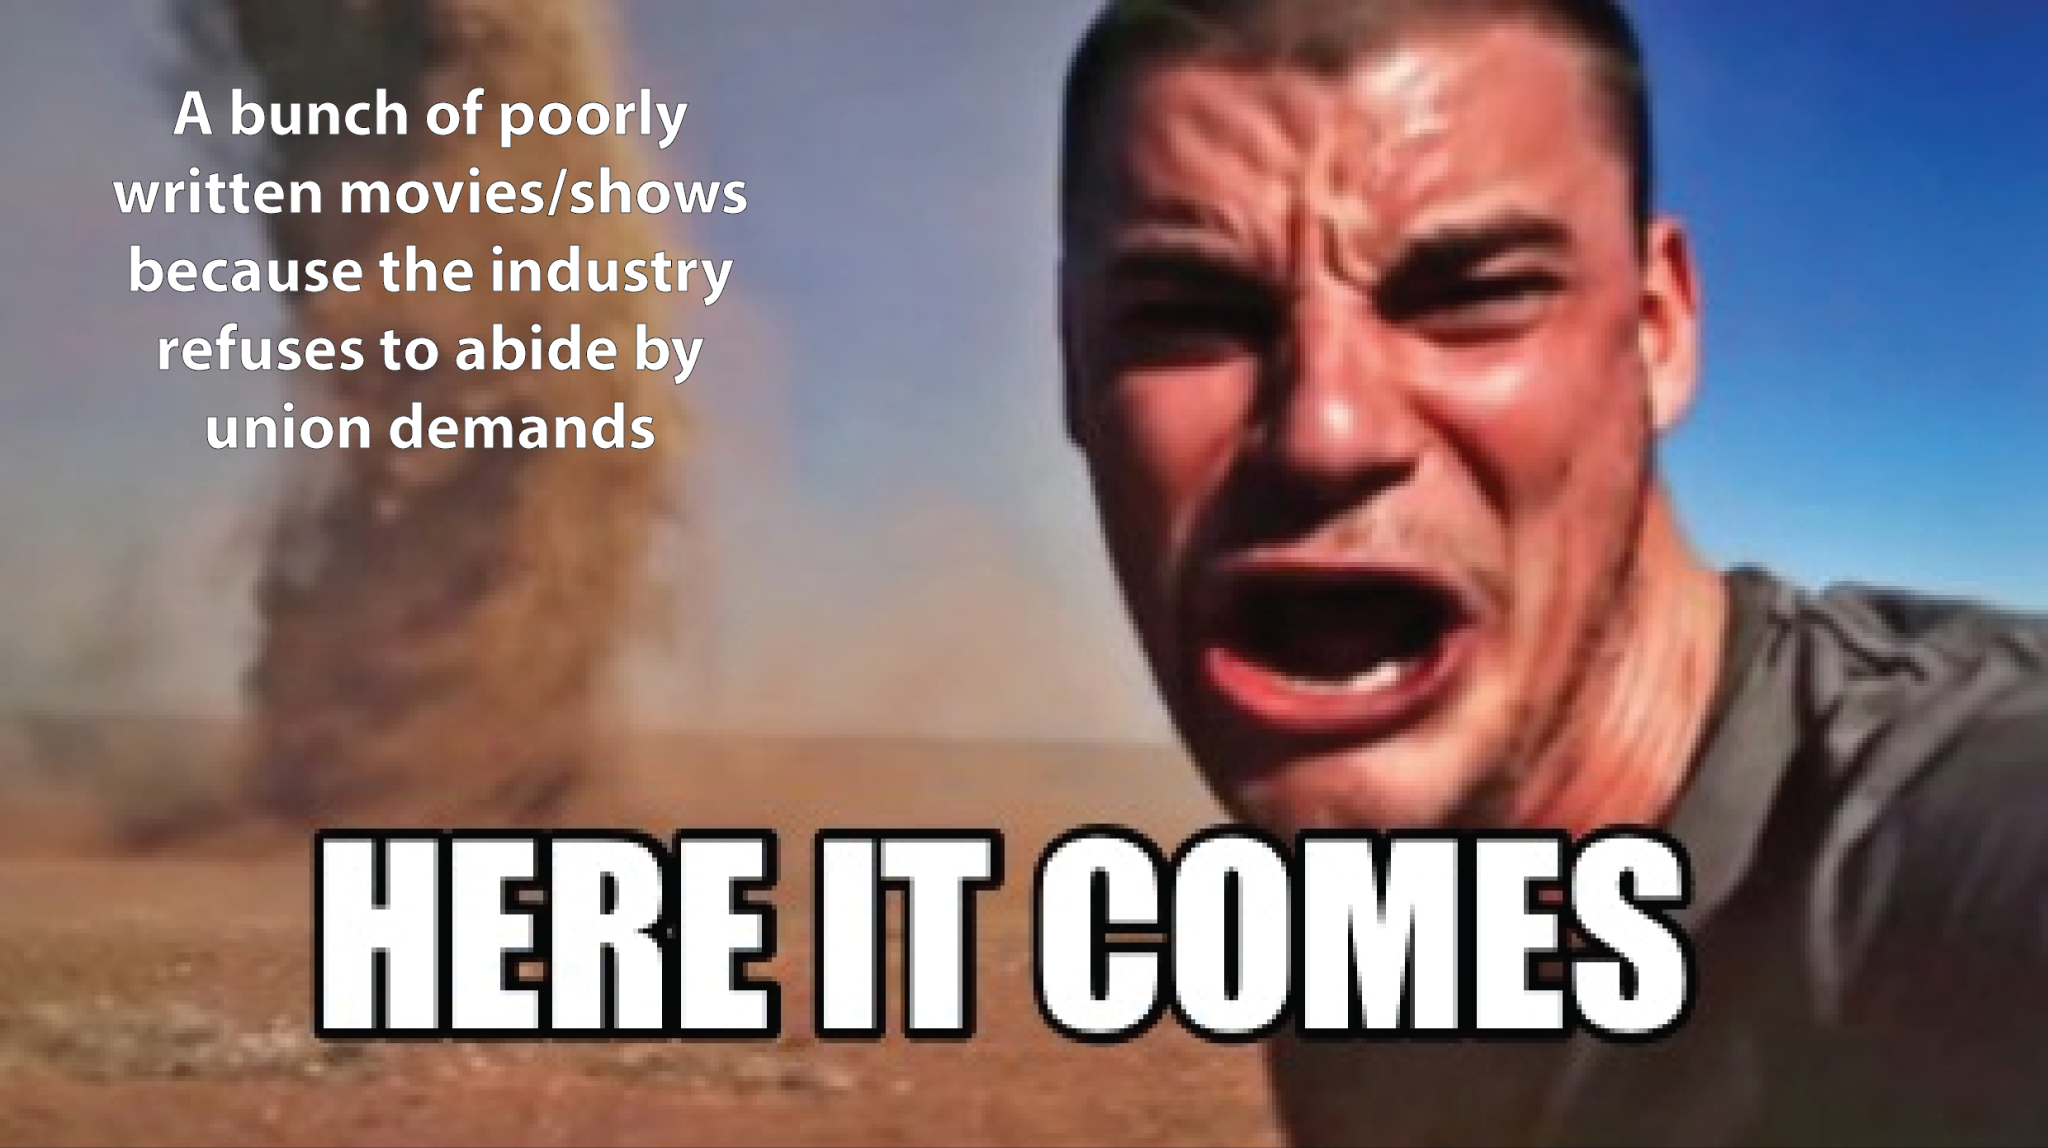 A bunch of poorly
written movies/shows
because the industry
refuses to abide by
union demands
HERE IT COMES